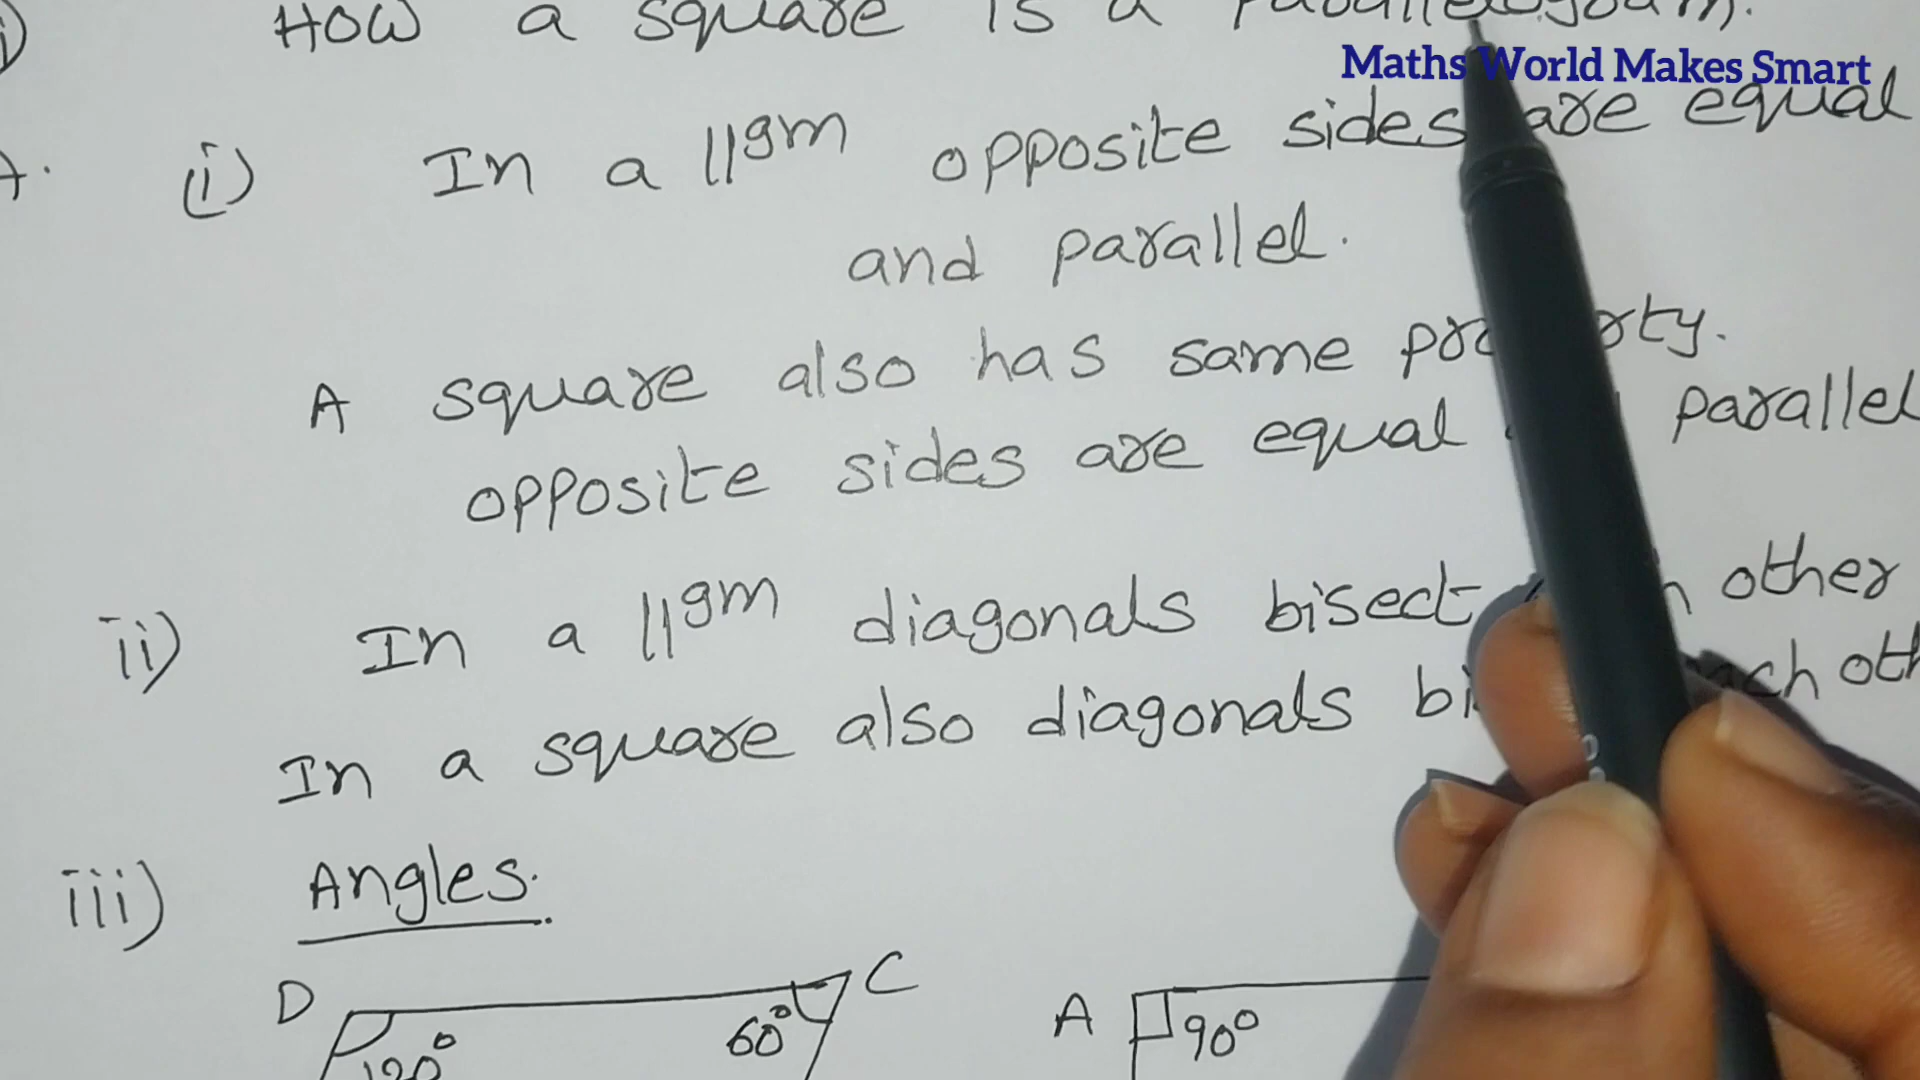 i) How a square is a Parallelogram.
Maths World Makes Smart
A. (i) In a ||gm opposite sides are equal
and parallel.
A square also has same
opposite sides are equal parallel
ii) In a ||gm diagonals bisect other
In a square also diagonals
iii) Angles.
D C A
120° 60° 90°